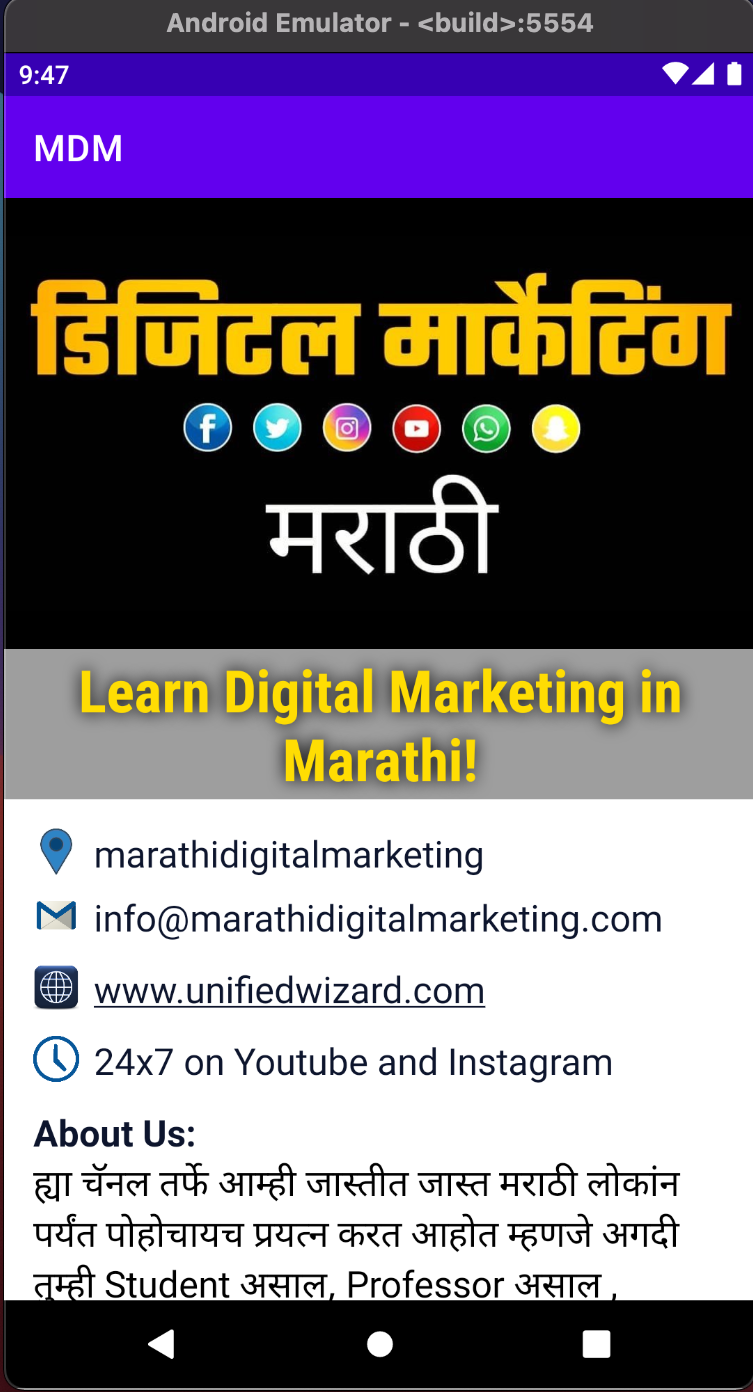 Android Emulator - <build>:5554
9:47
MDM
डिजिटल मार्केटिंग
मराठी
Learn Digital Marketing in
Marathi!
marathidigitalmarketing
info@marathidigitalmarketing.com
www.unifiedwizard.com
24x7 on Youtube and Instagram
About Us:
ह्या चॅनल तर्फे आम्ही जास्तीत जास्त मराठी लोकांन
पर्यंत पोहोचायच प्रयत्न करत आहोत म्हणजे अगदी
तुम्ही Student असाल, Professor असाल ,